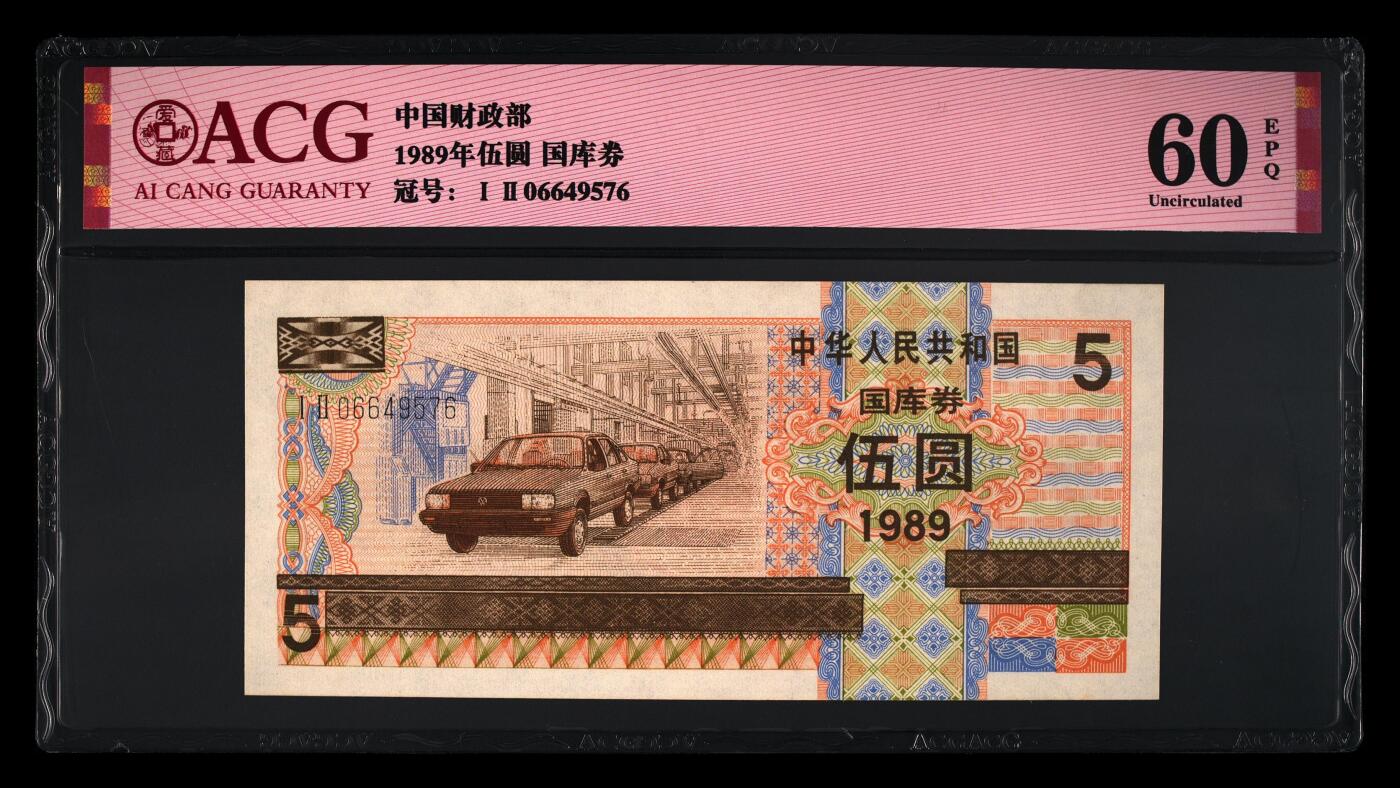 爱
藏
ACG
AI CANG GUARANTY
中国财政部
1989年伍圆 国库券
冠号： I II 06649576
60
EPQ
Uncirculated
中华人民共和国
5
国库券
I II 06649576
伍圆
1989
5